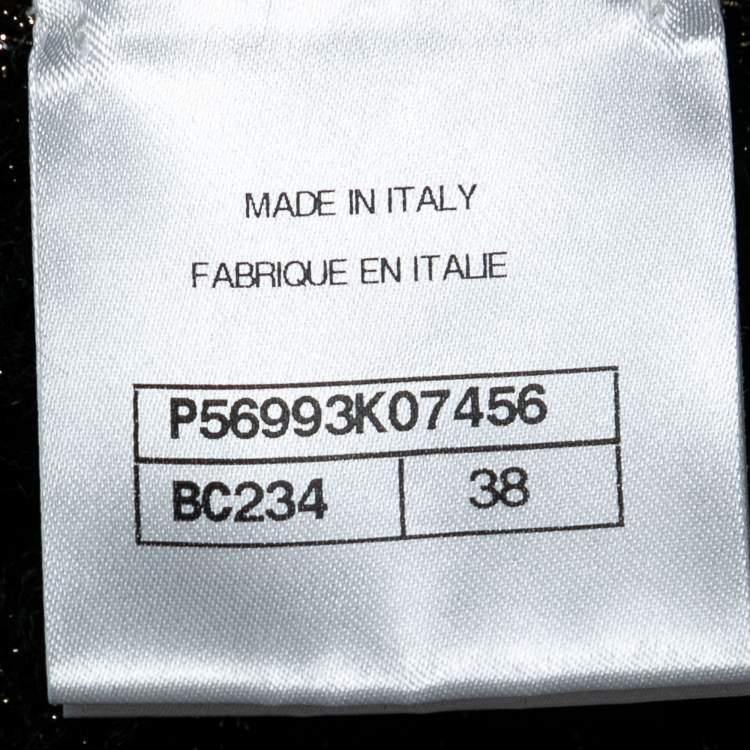 MADE IN ITALY
FABRIQUE EN ITALIE
P56993K07456
BC234 38